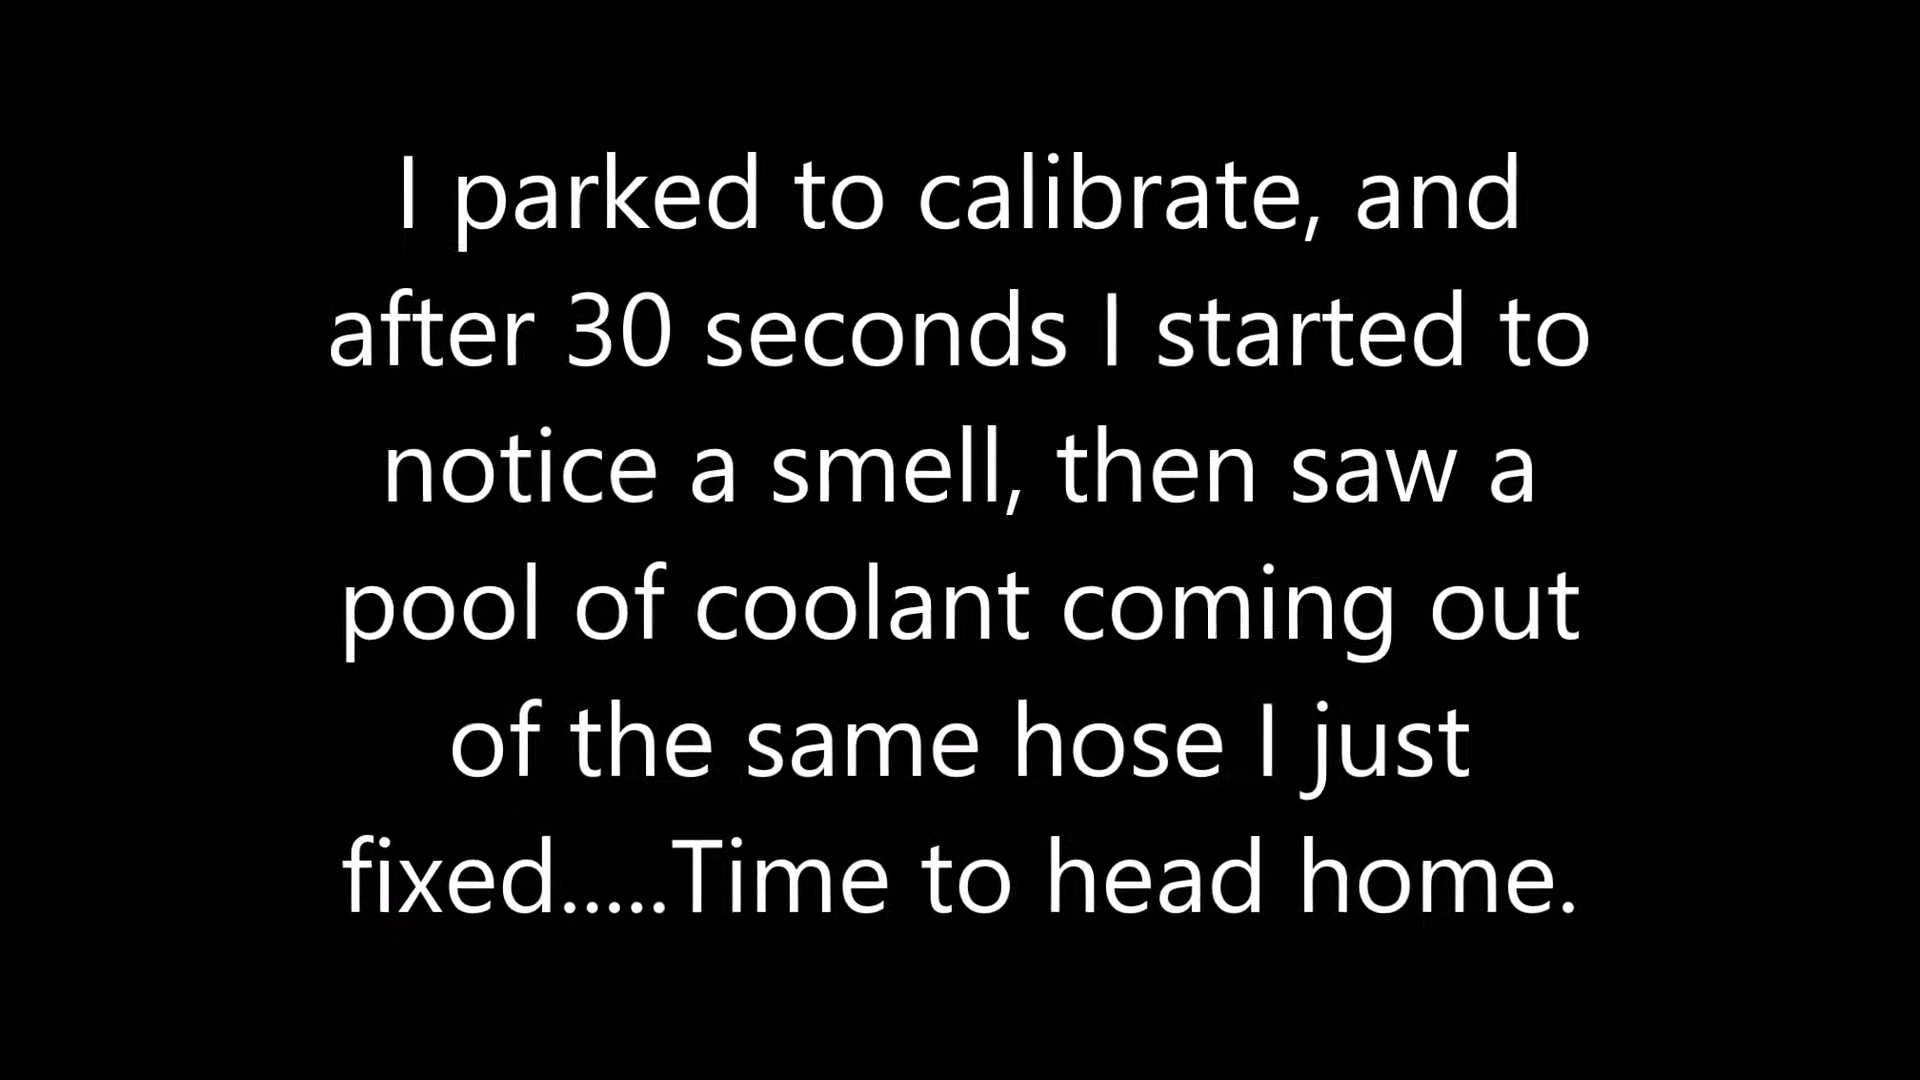 I parked to calibrate, and
after 30 seconds I started to
notice a smell, then saw a
pool of coolant coming out
of the same hose I just
fixed.....Time to head home.